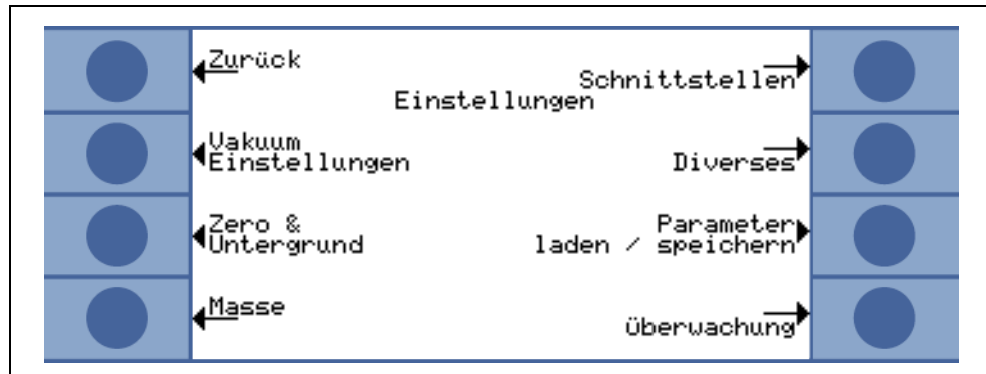 Zurück
Schnittstellen
Einstellungen
Vakuum
Einstellungen
Diverses
Zero &
Untergrund
Parameter
laden / speichern
Masse
Überwachung